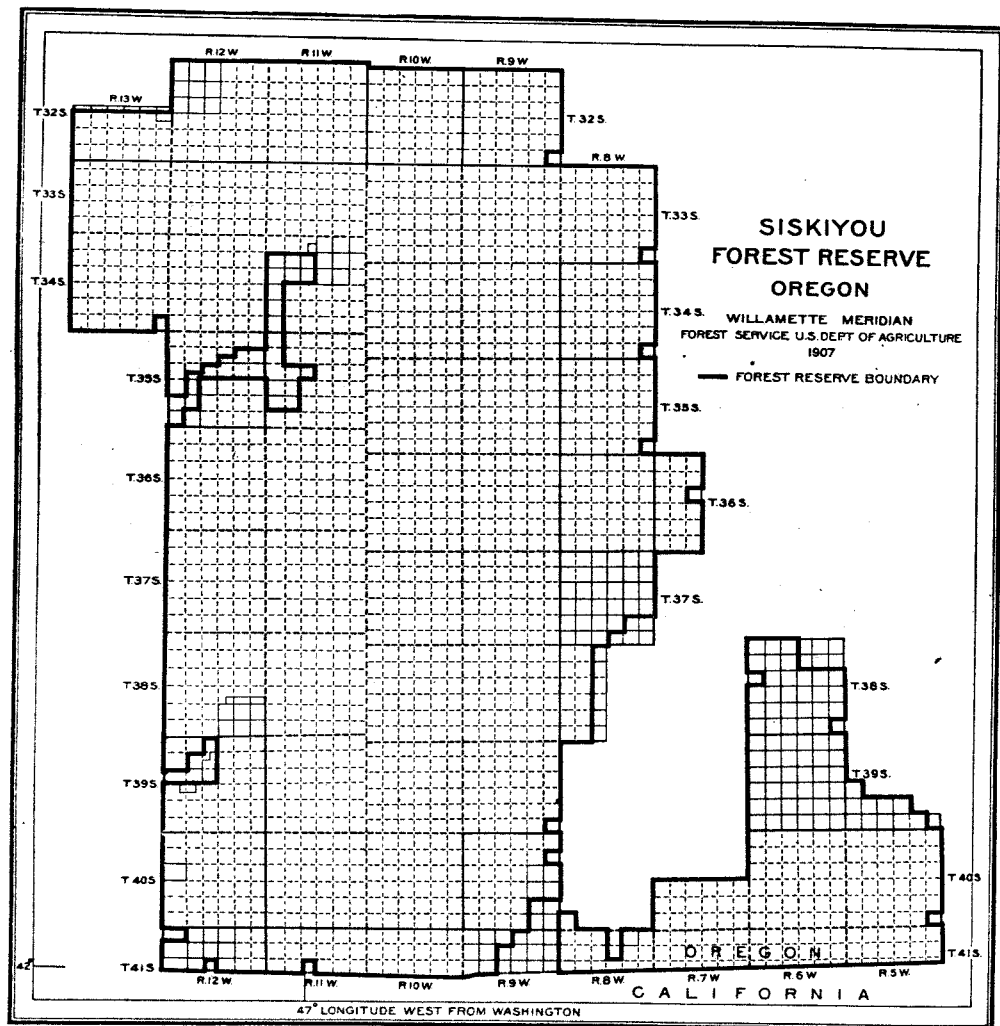 R.12W.
R.11W.
R.10W.
R.9W.
R.13W
T.32S.
T.32S.
R.8W.
T.33S
T.33S.
SISKIYOU
FOREST RESERVE
OREGON
T.34S.
T.34S.
WILLAMETTE MERIDIAN
FOREST SERVICE U.S. DEPT OF AGRICULTURE
1907
FOREST RESERVE BOUNDARY
T.35S
T.35S.
T.36S.
T.36S.
T.37S.
T.37S.
T.38S.
T.38S.
T.39S.
T.39S.
T.40S.
T.40S.
OREGON
42°
T.41S.
T.41S.
R.12W.
R.11W.
R.10W.
R.9W.
R.8W.
R.7W.
R.6W.
R.5W.
CALIFORNIA
47° LONGITUDE WEST FROM WASHINGTON